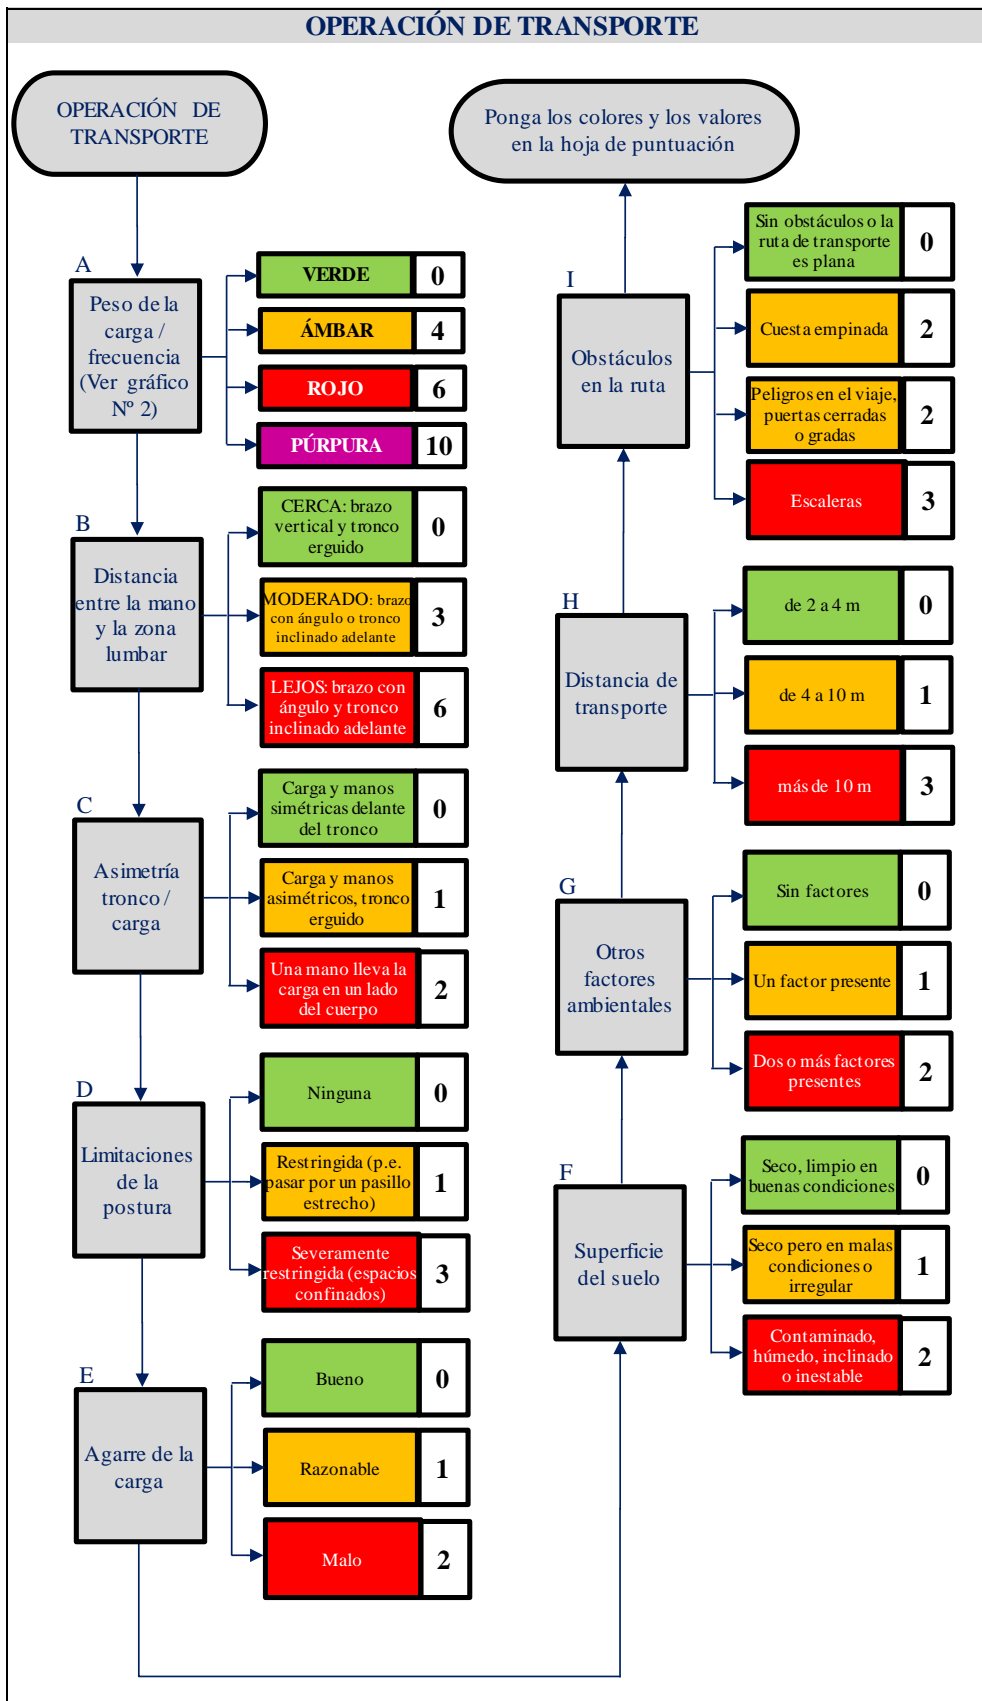 OPERACIÓN DE TRANSPORTE
OPERACIÓN DE
TRANSPORTE
A
Peso de la
carga /
frecuencia
(Ver gráfico
Nº 2)
VERDE 0
ÁMBAR 4
ROJO 6
PÚRPURA 10
B
Distancia
entre la mano
y la zona
lumbar
CERCA: brazo
vertical y tronco
erguido
0
MODERADO: brazo
con ángulo o tronco
inclinado adelante
3
LEJOS: brazo con
ángulo y tronco
inclinado adelante
6
C
Asimetría
tronco /
carga
Carga y manos
simétricas delante
del tronco
0
Carga y manos
asimétricos, tronco
erguido
1
Una mano lleva la
carga en un lado
del cuerpo
2
D
Limitaciones
de la
postura
Ninguna 0
Restringida (p.e.
pasar por un pasillo
estrecho)
1
Severamente
restringida (espacios
confinados)
3
E
Agarre de la
carga
Bueno 0
Razonable 1
Malo 2
F
Superficie
del suelo
Seco, limpio en
buenas condiciones
0
Seco pero en malas
condiciones o
irregular
1
Contaminado,
húmedo, inclinado
o inestable
2
G
Otros
factores
ambientales
Sin factores 0
Un factor presente 1
Dos o más factores
presentes
2
H
Distancia de
transporte
de 2 a 4 m 0
de 4 a 10 m 1
más de 10 m 3
I
Obstáculos
en la ruta
Sin obstáculos o la
ruta de transporte
es plana
0
Cuesta empinada 2
Peligros en el viaje,
puertas cerradas
o gradas
2
Escaleras 3
Ponga los colores y los valores
en la hoja de puntuación